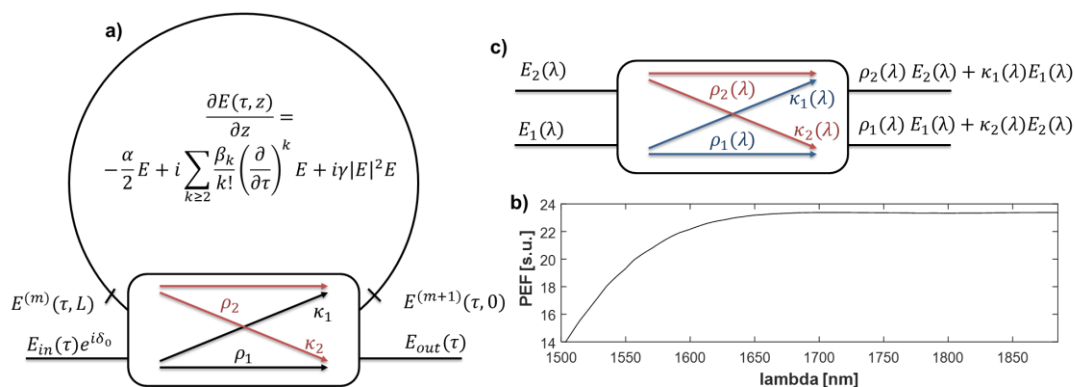 a)
∂E(τ, z)
∂z
=
−α/2 E + i ∑k≥2 βk/k! (∂/∂τ)^k E + iγ|E|²E
E^(m)(τ, L)
E^(m+1)(τ, 0)
E_in(τ)e^{iδ₀}
E_out(τ)
ρ₂
κ₁
κ₂
ρ₁
c)
E₂(λ)
ρ₂(λ)
κ₁(λ)
ρ₂(λ) E₂(λ) + κ₁(λ)E₁(λ)
E₁(λ)
ρ₁(λ)
κ₂(λ)
ρ₁(λ) E₁(λ) + κ₂(λ)E₂(λ)
b)
PEF [s.u.]
24
22
20
18
16
14
1500 1550 1600 1650 1700 1750 1800 1850
lambda [nm]